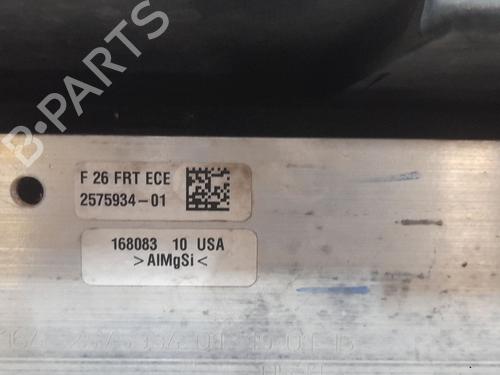 B-PARTS
F 26 FRT ECE
2575934-01
168083 10 USA
>AlMgSi<